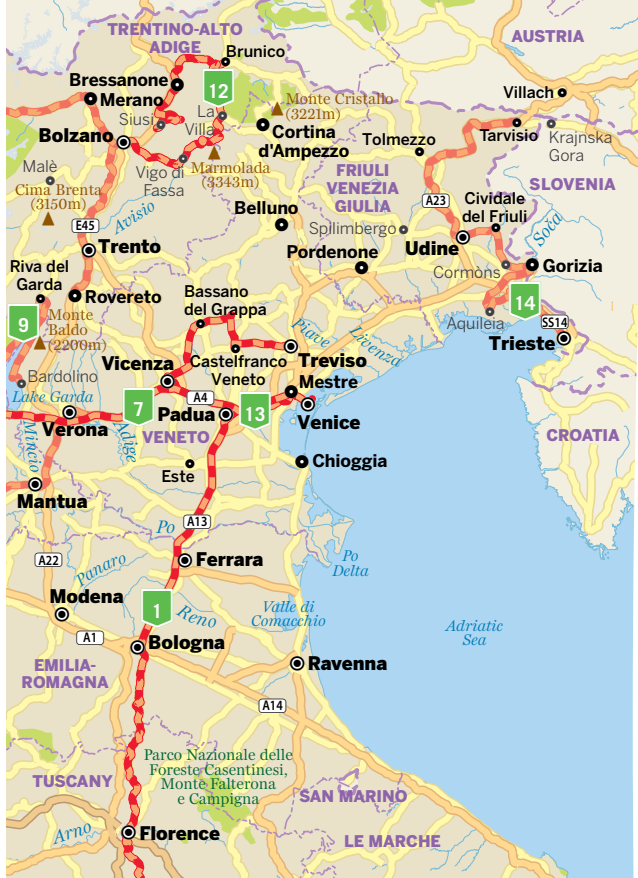 TRENTINO-ALTO
ADIGE
AUSTRIA
Brunico
Bressanone
Merano
12
Villach
Monte Cristallo
(3221m)
La
Villa
Siusi
Cortina
d'Ampezzo
Tolmezzo
Tarvisio
Krajnska
Gora
Bolzano
Malè
Vigo di
Fassa
Marmolada
(3343m)
FRIULI
VENEZIA
GIULIA
SLOVENIA
Cima Brenta
(3150m)
Avisio
A23
Cividale
del Friuli
Belluno
Spilimbergo
Soca
E45
Trento
Udine
Pordenone
Cormòns
Gorizia
Riva del
Garda
Rovereto
Bassano
del Grappa
14
9
Monte
Baldo
(2200m)
Piave
Livenza
Aquileia
SS14
Trieste
Vicenza
Castelfranco
Veneto
Treviso
Bardolino
Mestre
Lake Garda
7
A4
Padua
13
Venice
Verona
Adige
VENETO
CROATIA
Mincio
Este
Chioggia
Mantua
Po
A13
Po
Delta
A22
Panaro
Ferrara
Modena
1
Reno
Valle di
Comacchio
A1
Bologna
Adriatic
Sea
EMILIA-
ROMAGNA
Ravenna
A14
TUSCANY
Parco Nazionale delle
Foreste Casentinesi,
Monte Falterona
e Campigna
SAN MARINO
Arno
Florence
LE MARCHE